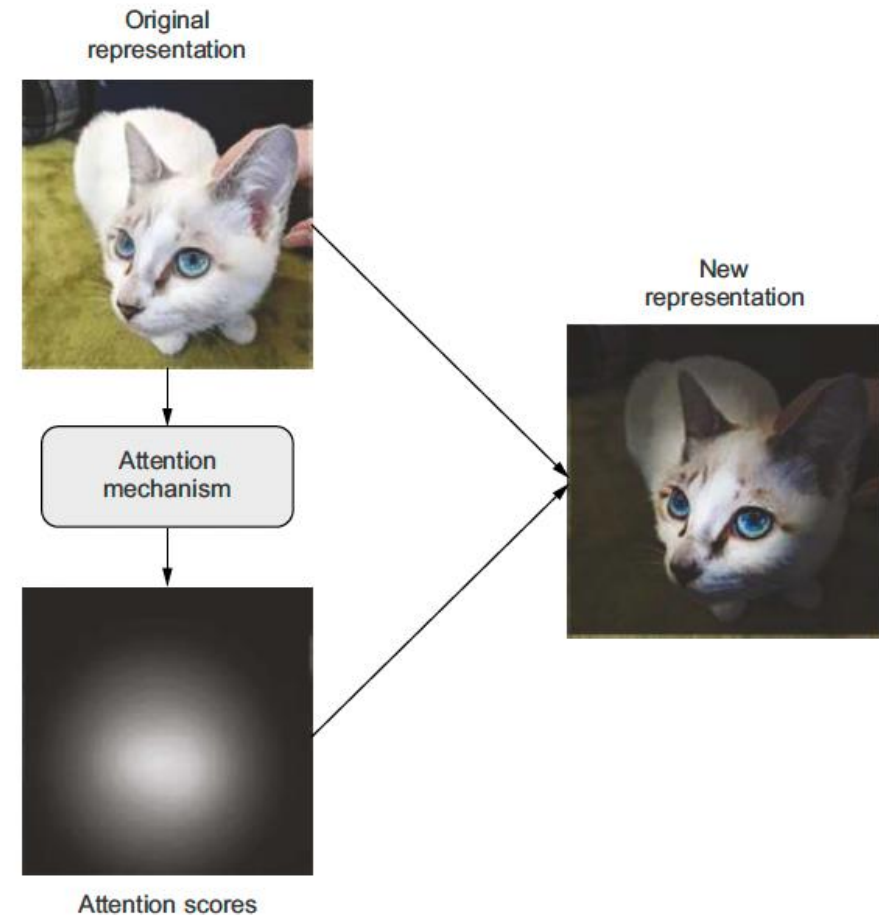 Original
representation
Attention
mechanism
Attention scores
New
representation